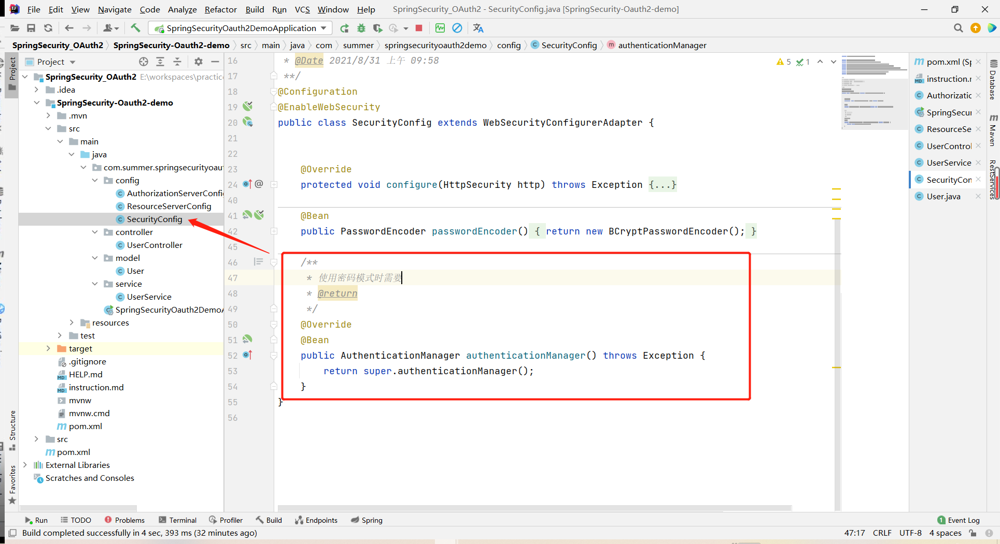 File Edit View Navigate Code Analyze Refactor Build Run VCS Window Help SpringSecurity_OAuth2 - SecurityConfig.java [SpringSecurity-Oauth2-demo]
SpringSecurityOauth2DemoApplication
SpringSecurity_OAuth2 SpringSecurity-Oauth2-demo src main java com summer springsecurityoauth2demo config SecurityConfig authenticationManager
Project
Project
SpringSecurity_OAuth2 E:\workspaces\practice
.idea
SpringSecurity-Oauth2-demo
.mvn
src
main
java
com.summer.springsecurityoaut
config
AuthorizationServerConfi
ResourceServerConfig
SecurityConfig
controller
UserController
model
User
service
UserService
SpringSecurityOauth2DemoA
resources
test
target
.gitignore
HELP.md
instruction.md
mvnw
mvnw.cmd
pom.xml
src
pom.xml
External Libraries
Scratches and Consoles
Structure
Favorites
16 * @Date 2021/8/31 上午 09:58
17 **/
18 @Configuration
19 @EnableWebSecurity
20 public class SecurityConfig extends WebSecurityConfigurerAdapter {
21
22
23 @Override
24 protected void configure(HttpSecurity http) throws Exception {...}
40
41 @Bean
42 public PasswordEncoder passwordEncoder() { return new BCryptPasswordEncoder(); }
45
46 /**
47 * 使用密码模式时需要
48 * @return
49 */
50 @Override
51 @Bean
52 public AuthenticationManager authenticationManager() throws Exception {
53 return super.authenticationManager();
54 }
55 }
56
5 1
pom.xml (Sp
instruction.r
Authorizatic
SpringSecur
ResourceSe
UserControl
UserService
SecurityCon
User.java
Database
Maven
RestServices
Run TODO Problems Terminal Profiler Build Endpoints Spring 1 Event Log
Build completed successfully in 4 sec, 393 ms (32 minutes ago) 47:17 CRLF UTF-8 4 spaces